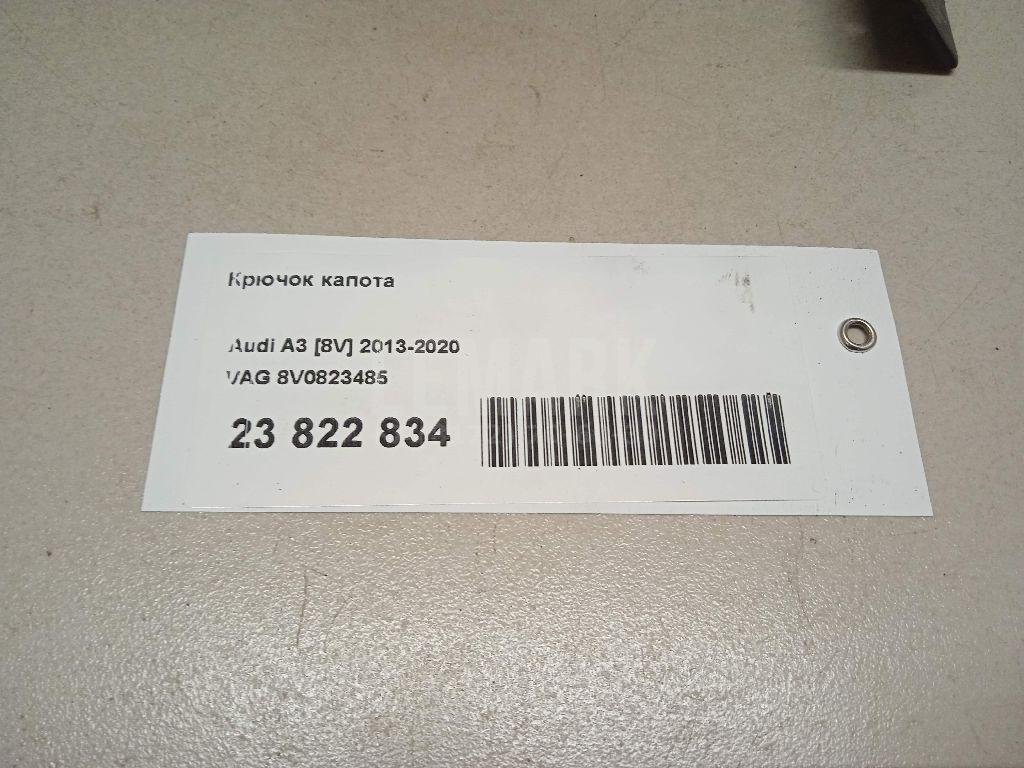 Крючок капота
Audi A3 [8V] 2013-2020
VAG 8V0823485
23 822 834